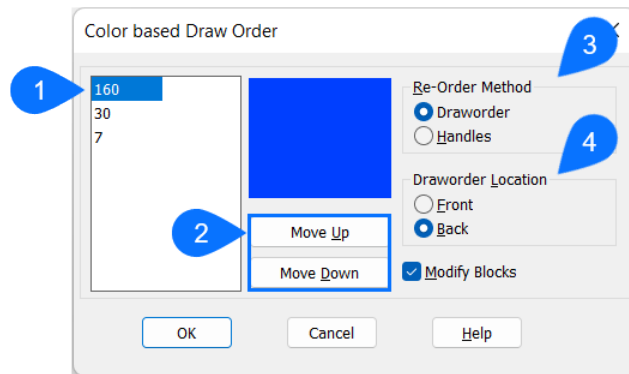 Color based Draw Order
3
1
160
30
7
Re-Order Method
Draworder
Handles
4
Draworder Location
Front
Back
2
Move Up
Move Down
Modify Blocks
OK
Cancel
Help